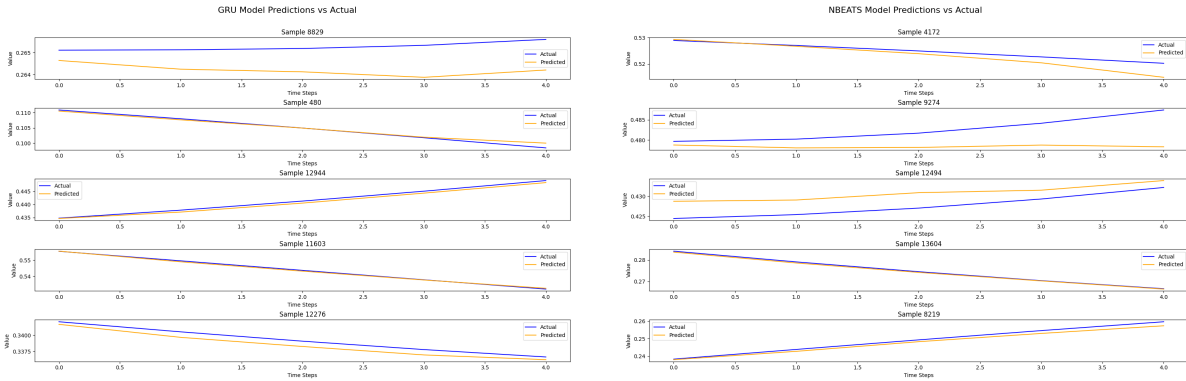 GRU Model Predictions vs Actual
Sample 8829
Value
0.265
0.264
Actual
Predicted
0.0 0.5 1.0 1.5 2.0 2.5 3.0 3.5 4.0
Time Steps
Sample 480
Value
0.110
0.105
0.100
Actual
Predicted
0.0 0.5 1.0 1.5 2.0 2.5 3.0 3.5 4.0
Time Steps
Sample 12944
Value
0.445
0.440
0.435
Actual
Predicted
0.0 0.5 1.0 1.5 2.0 2.5 3.0 3.5 4.0
Time Steps
Sample 11603
Value
0.55
0.54
Actual
Predicted
0.0 0.5 1.0 1.5 2.0 2.5 3.0 3.5 4.0
Time Steps
Sample 12276
Value
0.3400
0.3375
Actual
Predicted
0.0 0.5 1.0 1.5 2.0 2.5 3.0 3.5 4.0
Time Steps
NBEATS Model Predictions vs Actual
Sample 4172
Value
0.53
0.52
Actual
Predicted
0.0 0.5 1.0 1.5 2.0 2.5 3.0 3.5 4.0
Time Steps
Sample 9274
Value
0.485
0.480
Actual
Predicted
0.0 0.5 1.0 1.5 2.0 2.5 3.0 3.5 4.0
Time Steps
Sample 12494
Value
0.430
0.425
Actual
Predicted
0.0 0.5 1.0 1.5 2.0 2.5 3.0 3.5 4.0
Time Steps
Sample 13604
Value
0.28
0.27
Actual
Predicted
0.0 0.5 1.0 1.5 2.0 2.5 3.0 3.5 4.0
Time Steps
Sample 8219
Value
0.26
0.25
0.24
Actual
Predicted
0.0 0.5 1.0 1.5 2.0 2.5 3.0 3.5 4.0
Time Steps